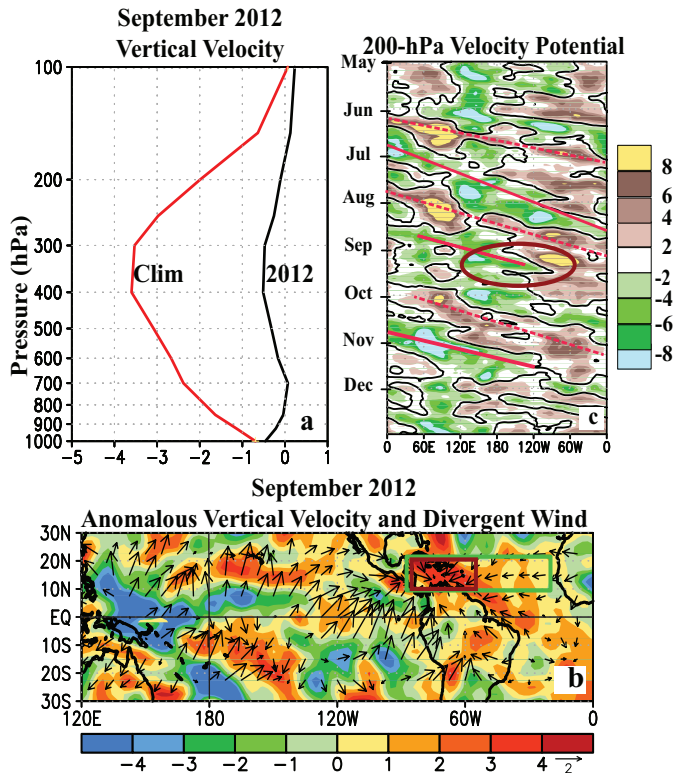 September 2012
Vertical Velocity
100
200
300
400
500
600
700
850
1000
Pressure (hPa)
Clim
2012
a
-5 -4 -3 -2 -1 0 1
200-hPa Velocity Potential
May
Jun
Jul
Aug
Sep
Oct
Nov
Dec
c
0 60E 120E 120W 60W 0
8
6
4
2
-2
-4
-6
-8
September 2012
Anomalous Vertical Velocity and Divergent Wind
30N
20N
10N
EQ
10S
20S
30S
b
120E 180 120W 60W 0
-4 -3 -2 -1 0 1 2 3 4 2